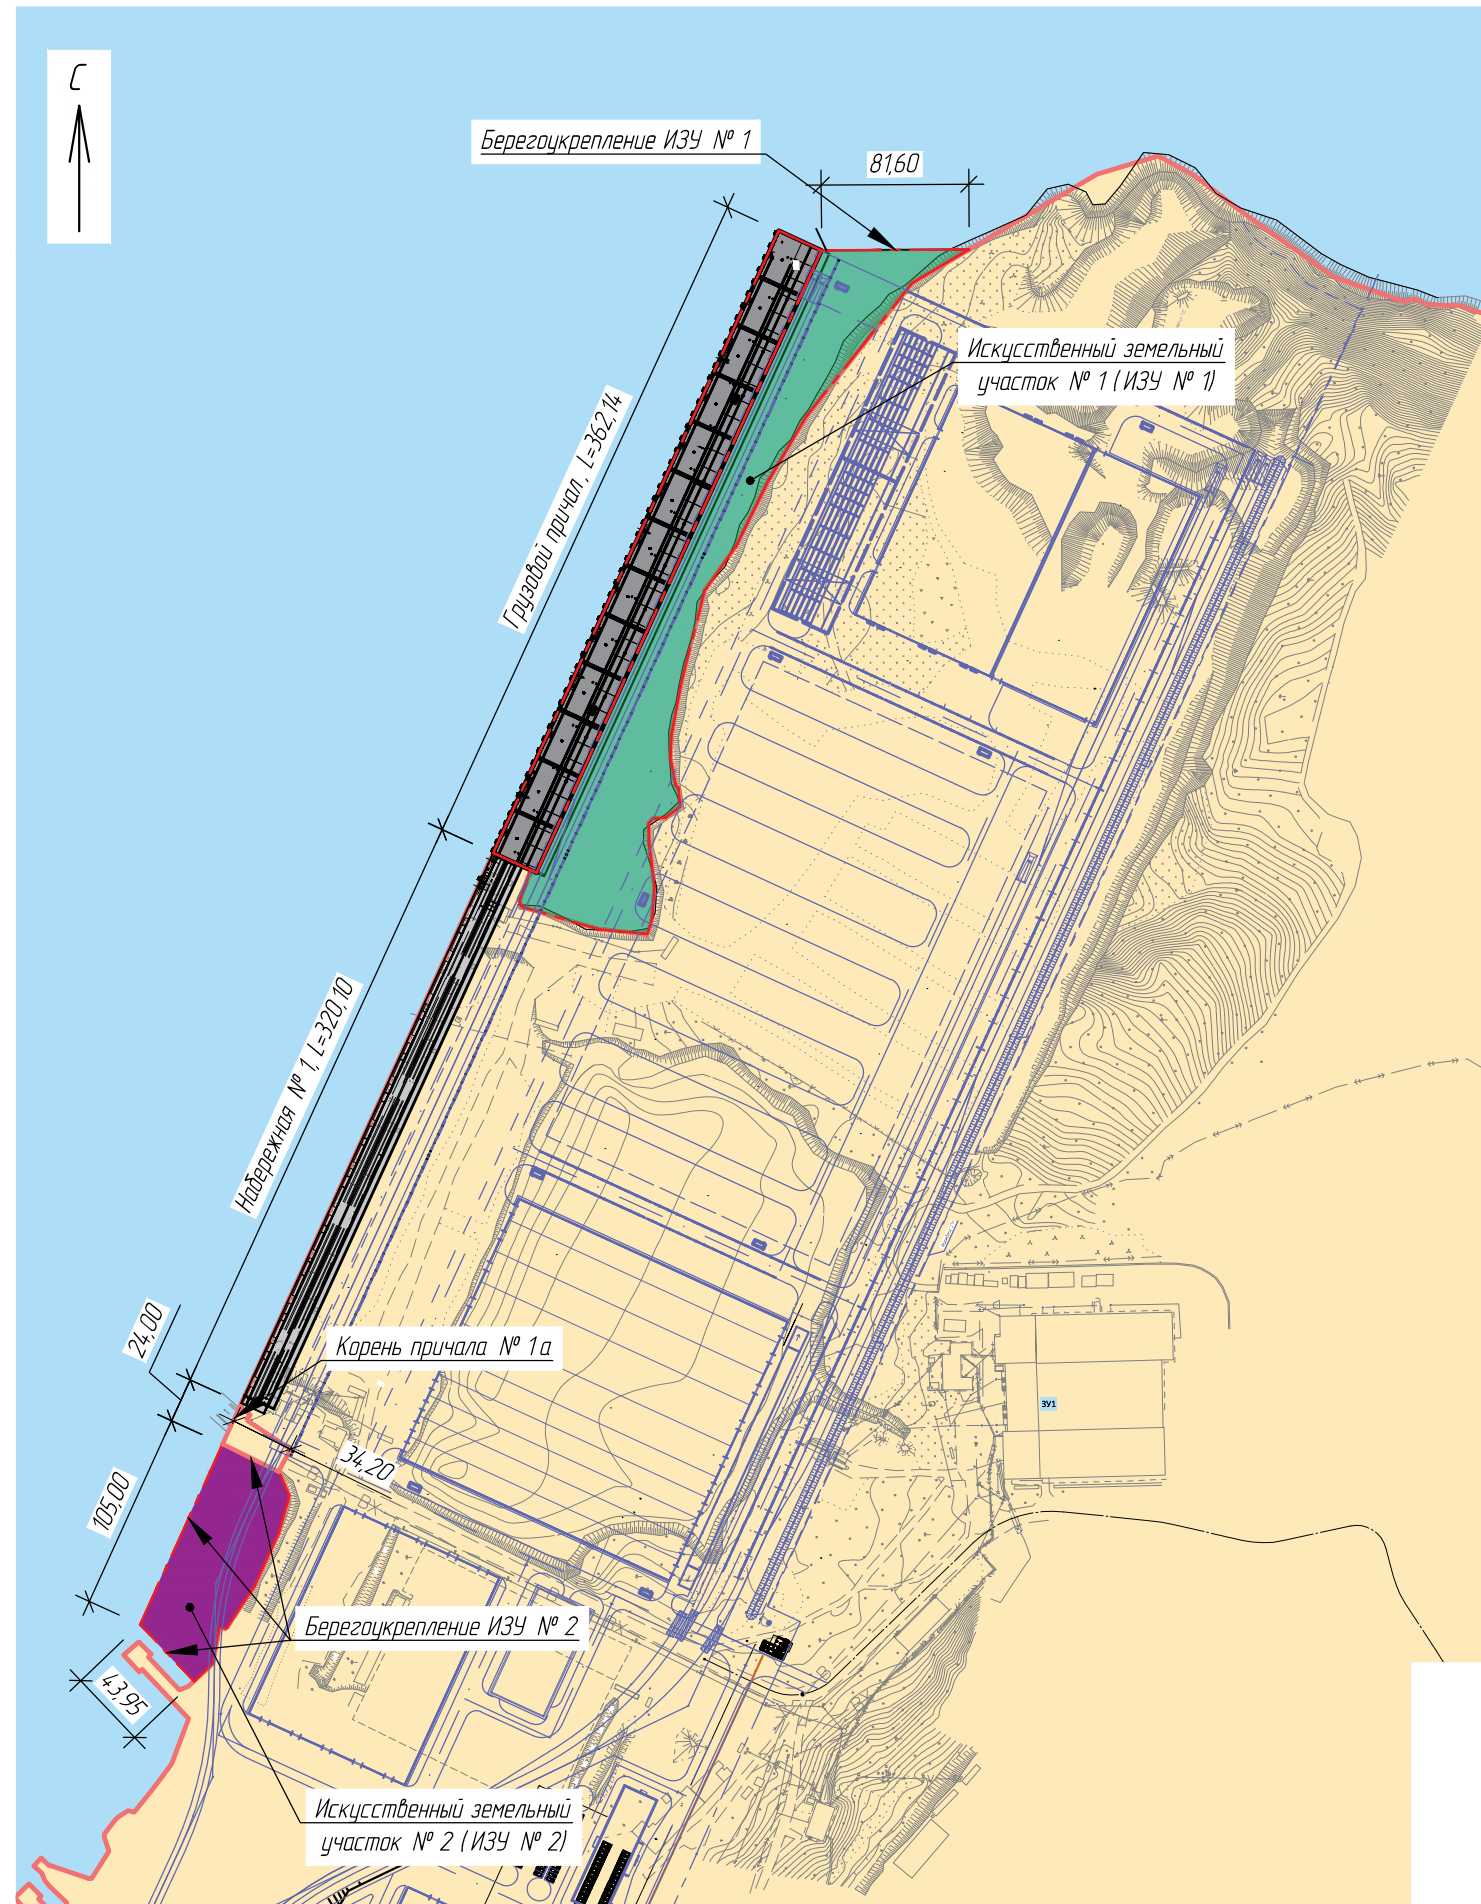 С
Берегоукрепление ИЗУ № 1
81,60
Искусственный земельный
участок № 1 (ИЗУ № 1)
Грузовой причал, L=362,14
Набережная № 1, L=320,10
24,00
Корень причала № 1а
34,20
105,00
ЗУ1
Берегоукрепление ИЗУ № 2
43,95
Искусственный земельный
участок № 2 (ИЗУ № 2)